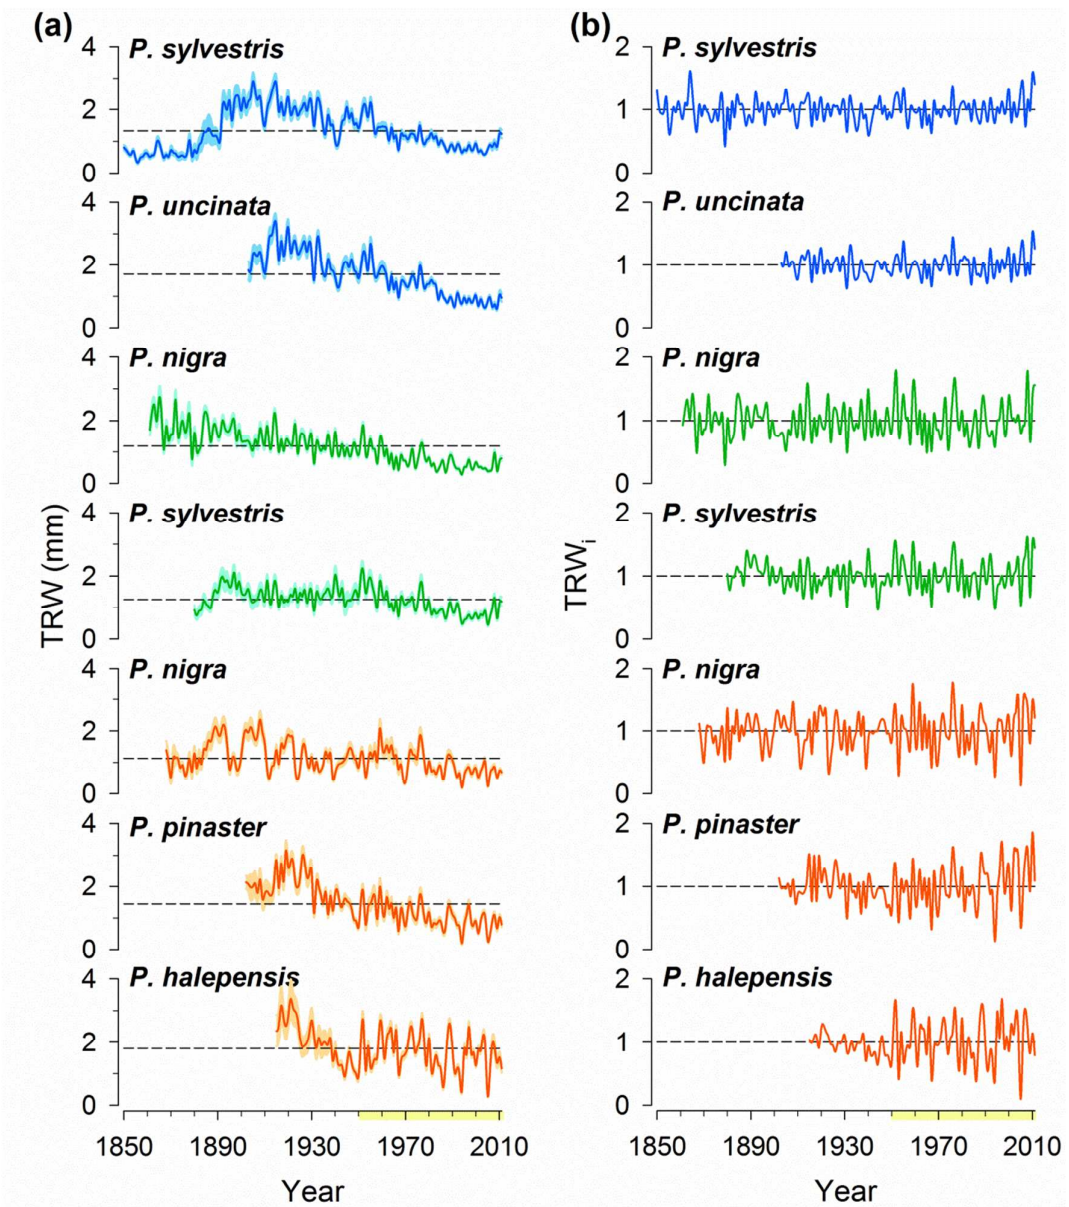 (a)
(b)
4
P. sylvestris
2
0
4
P. uncinata
2
0
4
P. nigra
2
0
4
P. sylvestris
2
0
4
P. nigra
2
0
4
P. pinaster
2
0
4
P. halepensis
2
0
TRW (mm)
1850 1890 1930 1970 2010
Year
2
P. sylvestris
1
0
2
P. uncinata
1
0
2
P. nigra
1
0
2
P. sylvestris
1
0
2
P. nigra
1
0
2
P. pinaster
1
0
2
P. halepensis
1
0
TRWi
1850 1890 1930 1970 2010
Year